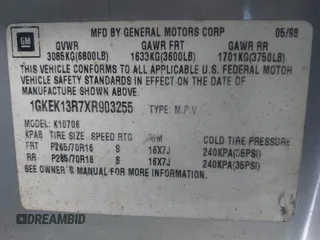 GM
MFD BY GENERAL MOTORS CORP 05/98
GVWR GAWR FRT GAWR RR
3085KG(6800LB) 1633KG(3600LB) 1701KG(3750LB)
THIS VEHICLE CONFORMS TO ALL APPLICABLE U.S. FEDERAL MOTOR
VEHICLE SAFETY STANDARDS IN EFFECT ON THE DATE OF
MANUFACTURE SHOWN ABOVE.
1GKEK13R7XR903255 TYPE: M.P.V
MODEL: K10706
KPAB TIRE SIZE SPEED RTG RIM COLD TIRE PRESSURE
FRT P265/70R16 S 16X7J 240KPA(35PSI)
RR P265/70R16 S 16X7J 240KPA(35PSI)
SEE OWNER'S MANUAL FOR MORE INFORMATION.
DREAMBID